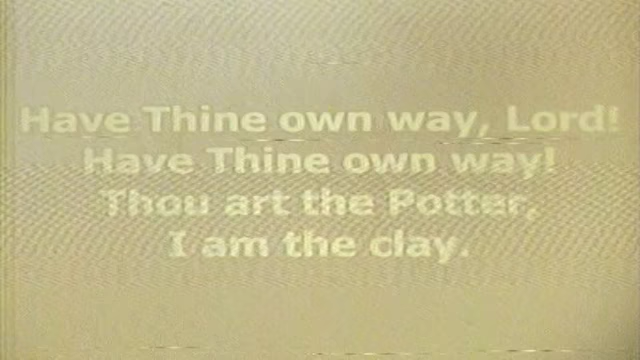 Have Thine own way, Lord!
Have Thine own way!
Thou art the Potter,
I am the clay.